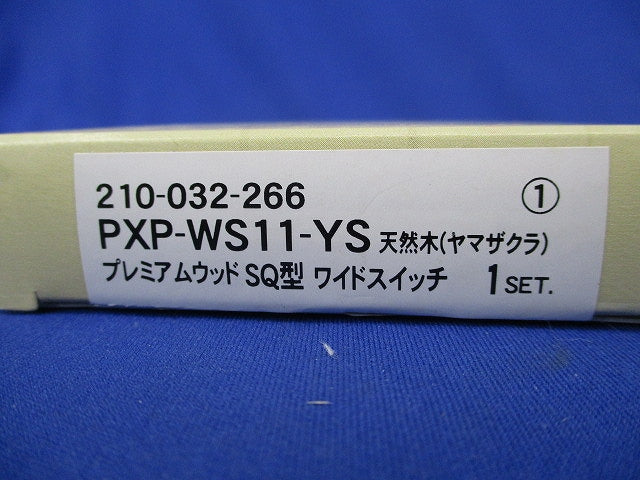 210-032-266 ①
PXP-WS11-YS 天然木(ヤマザクラ)
プレミアムウッド SQ型 ワイドスイッチ 1SET.